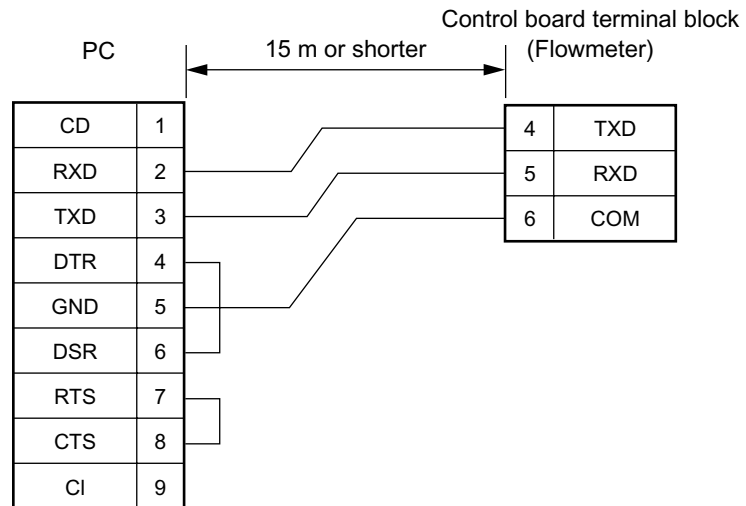 Control board terminal block
PC
15 m or shorter
(Flowmeter)
CD 1
RXD 2
TXD 3
DTR 4
GND 5
DSR 6
RTS 7
CTS 8
CI 9
4 TXD
5 RXD
6 COM